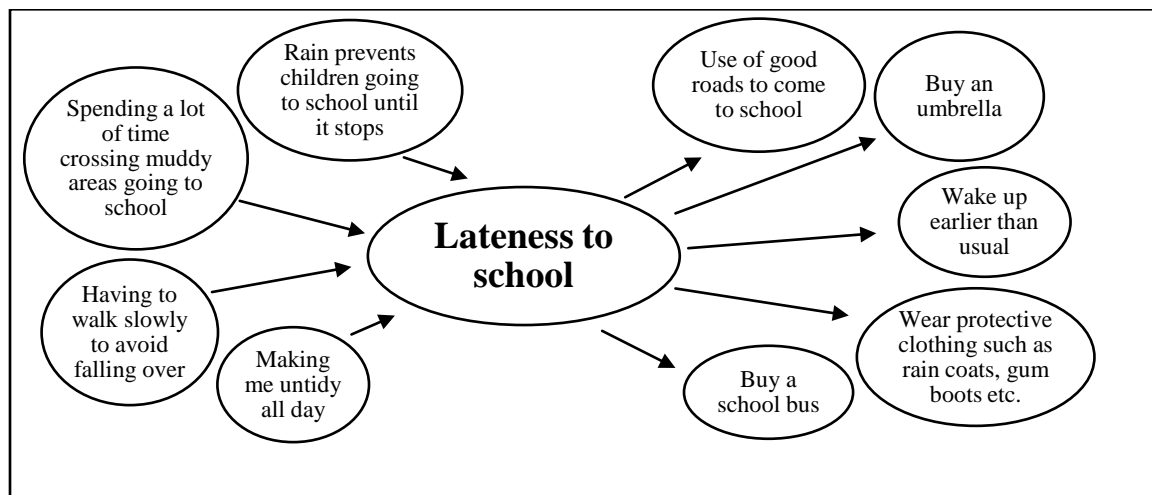 Rain prevents
children going
to school until
it stops
Spending a lot
of time
crossing muddy
areas going to
school
Having to
walk slowly
to avoid
falling over
Making
me untidy
all day
Lateness to
school
Use of good
roads to come
to school
Buy an
umbrella
Wake up
earlier than
usual
Wear protective
clothing such as
rain coats, gum
boots etc.
Buy a
school bus